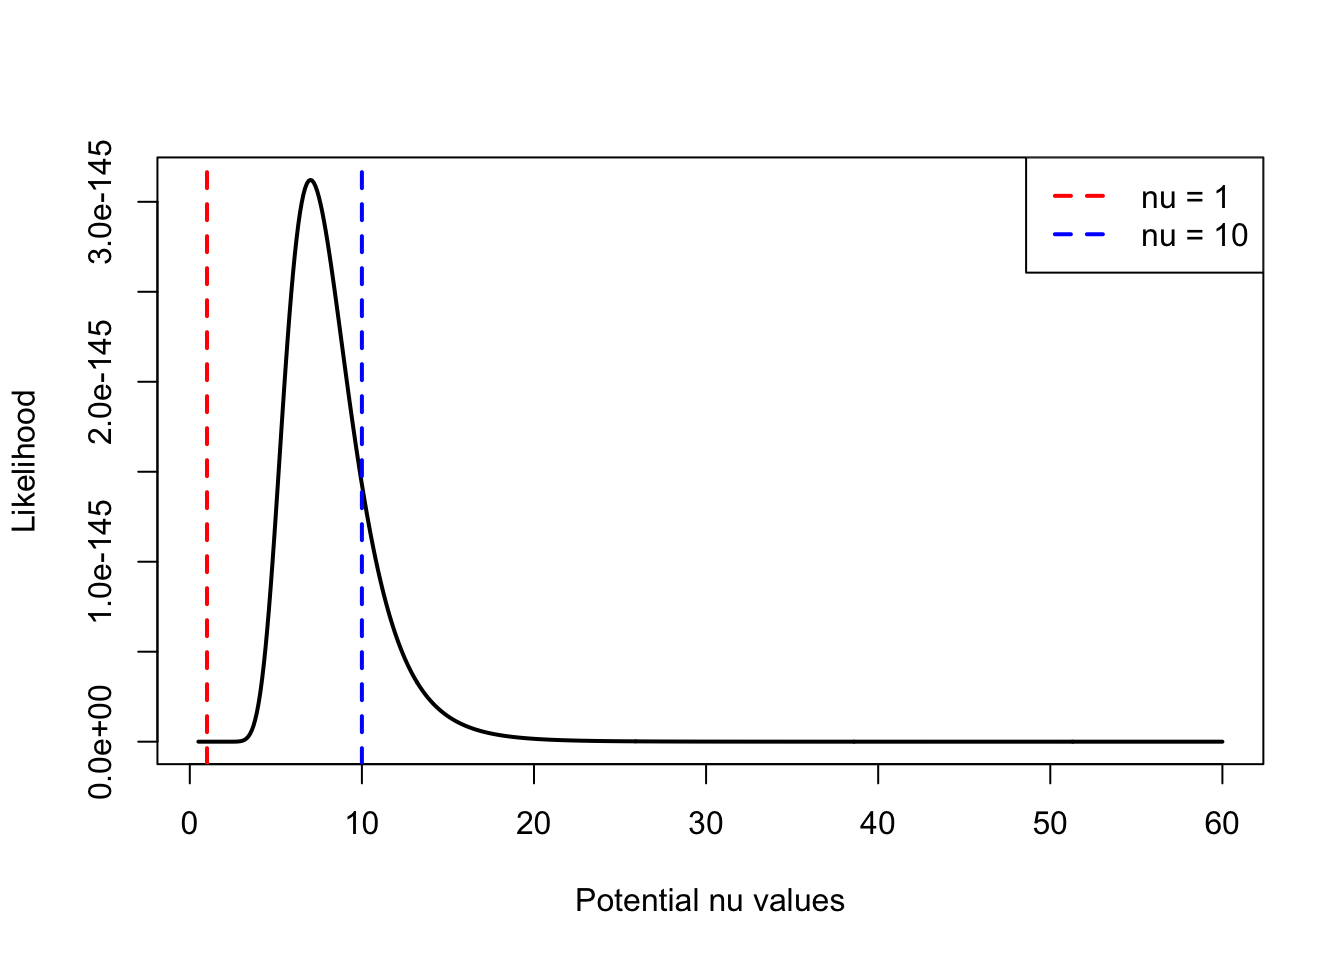 nu = 1
nu = 10
Likelihood
3.0e-145
2.0e-145
1.0e-145
0.0e+00
0 10 20 30 40 50 60
Potential nu values